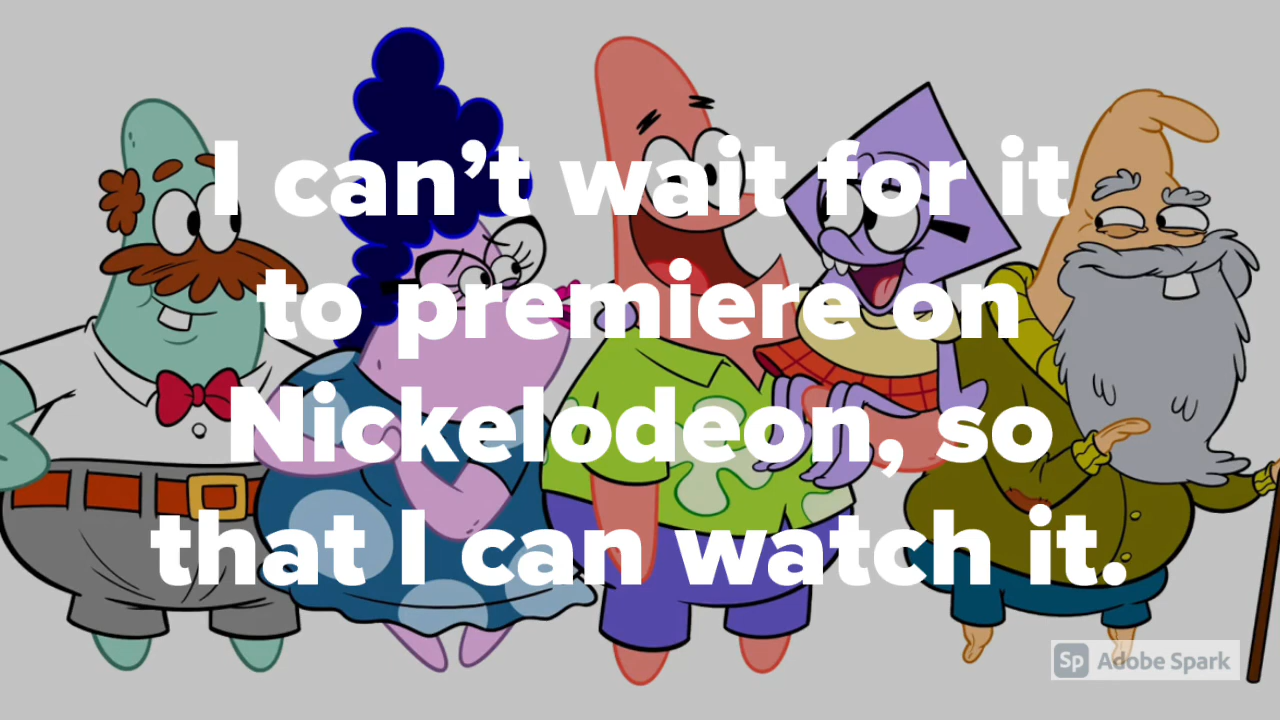 I can’t wait for it
to premiere on
Nickelodeon, so
that I can watch it.
Sp Adobe Spark